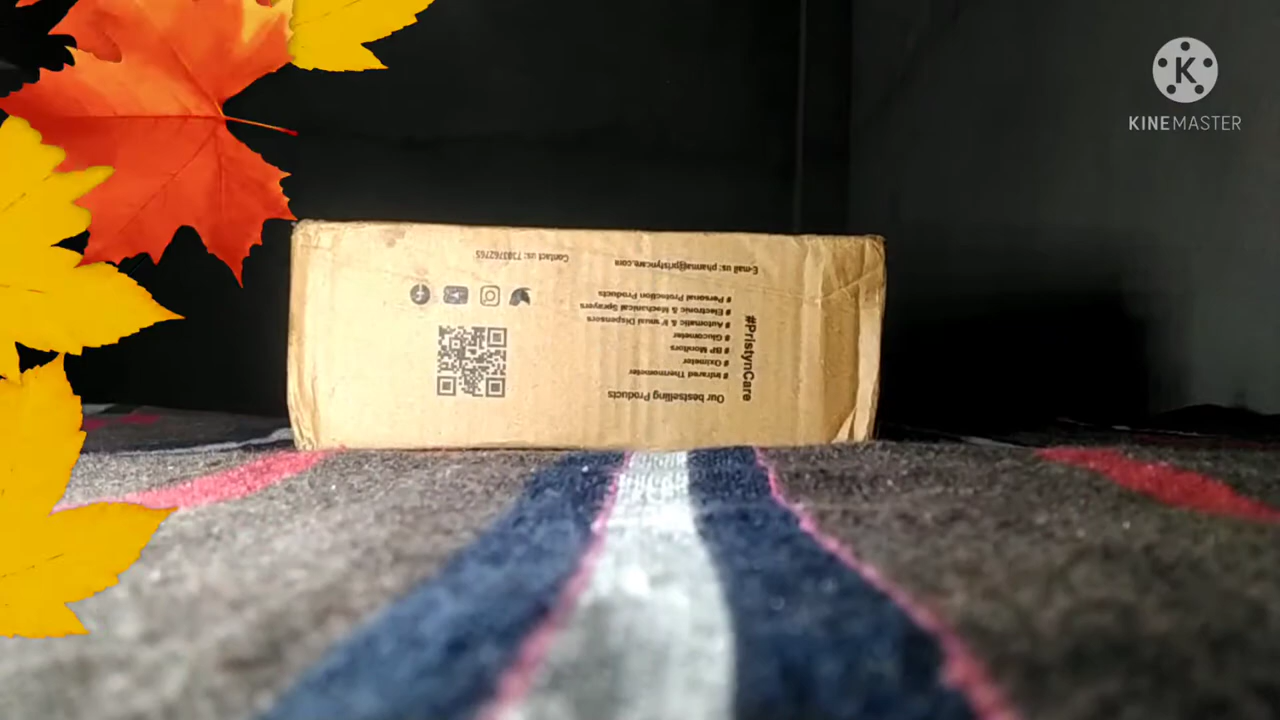 KINEMASTER
#PristynCare
Our bestselling Products
# Infrared Thermometer
# Oximeter
# BP Monitors
# Glucometer
# Automatic & Manual Dispensors
# Electronic & Mechanical Sprayers
# Personal Protection Products
E-mail us: pharma@pristyncare.com
Contact us: 7303762765